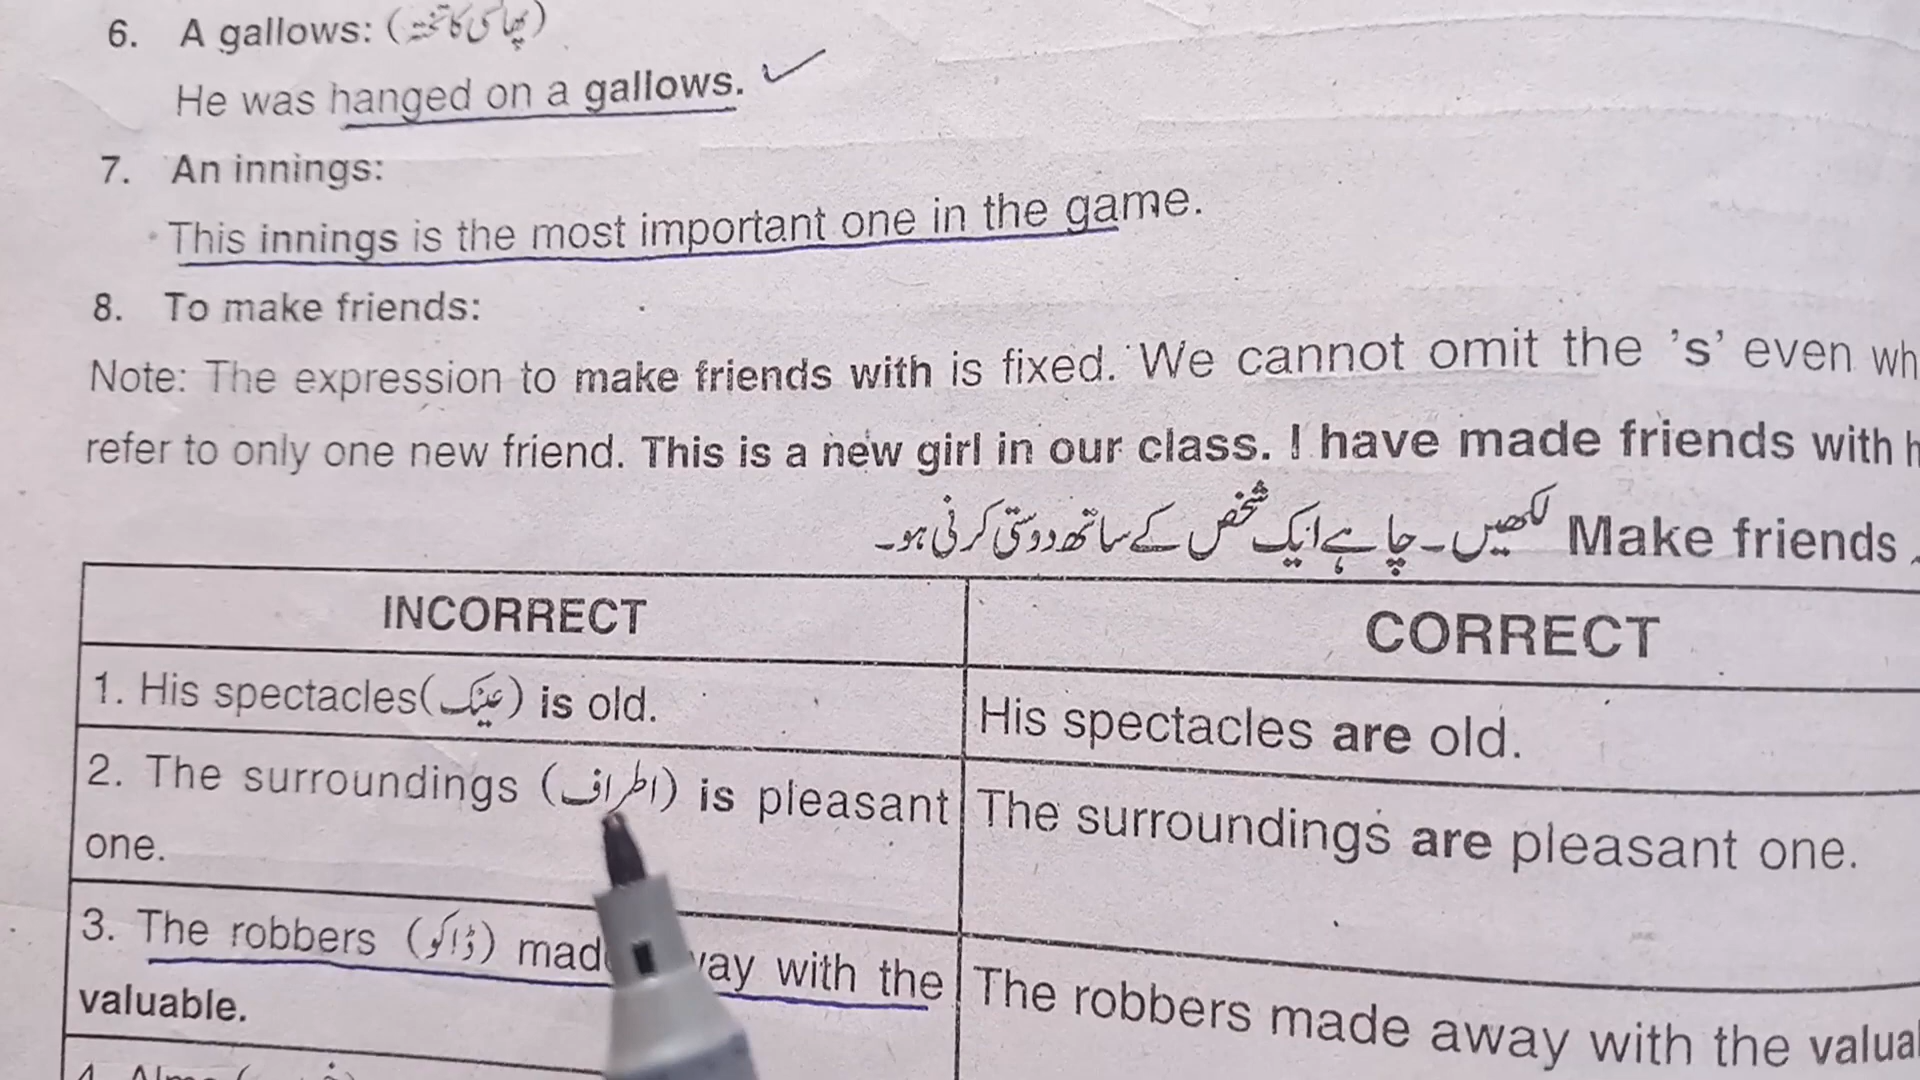 6. A gallows: (پھانسی کا تختہ)
He was hanged on a gallows.
7. An innings:
This innings is the most important one in the game.
8. To make friends:
Note: The expression to make friends with is fixed. We cannot omit the 's' even wh
refer to only one new friend. This is a new girl in our class. I have made friends with h
Make friends لکھیں۔ چاہے ایک شخص کے ساتھ دوستی کرنی ہو۔
INCORRECT
CORRECT
1. His spectacles(عینک) is old.
His spectacles are old.
2. The surroundings (اطراف) is pleasant
one.
The surroundings are pleasant one.
3. The robbers (ڈاکو) mad way with the
valuable.
The robbers made away with the valua
4. Alms